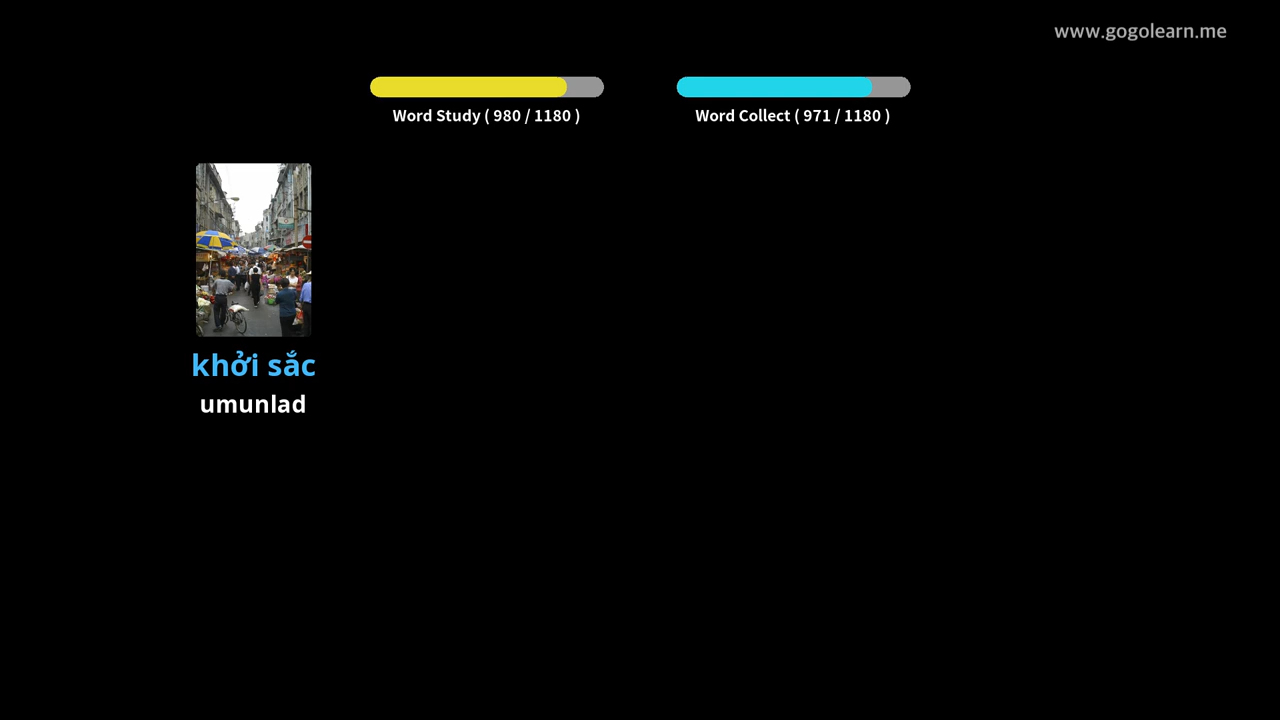 www.gogolearn.me
Word Study ( 980 / 1180 )
Word Collect ( 971 / 1180 )
khởi sắc
umunlad